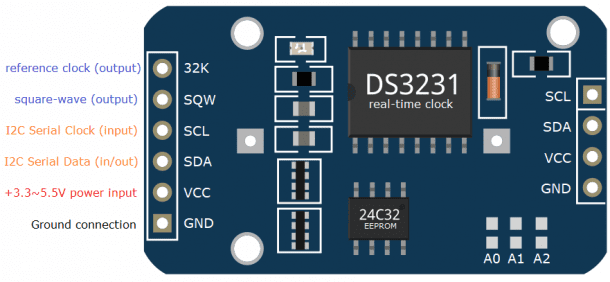 reference clock (output)
square-wave (output)
I2C Serial Clock (input)
I2C Serial Data (in/out)
+3.3~5.5V power input
Ground connection
32K
SQW
SCL
SDA
VCC
GND
DS3231
real-time clock
24C32
EEPROM
SCL
SDA
VCC
GND
A0 A1 A2